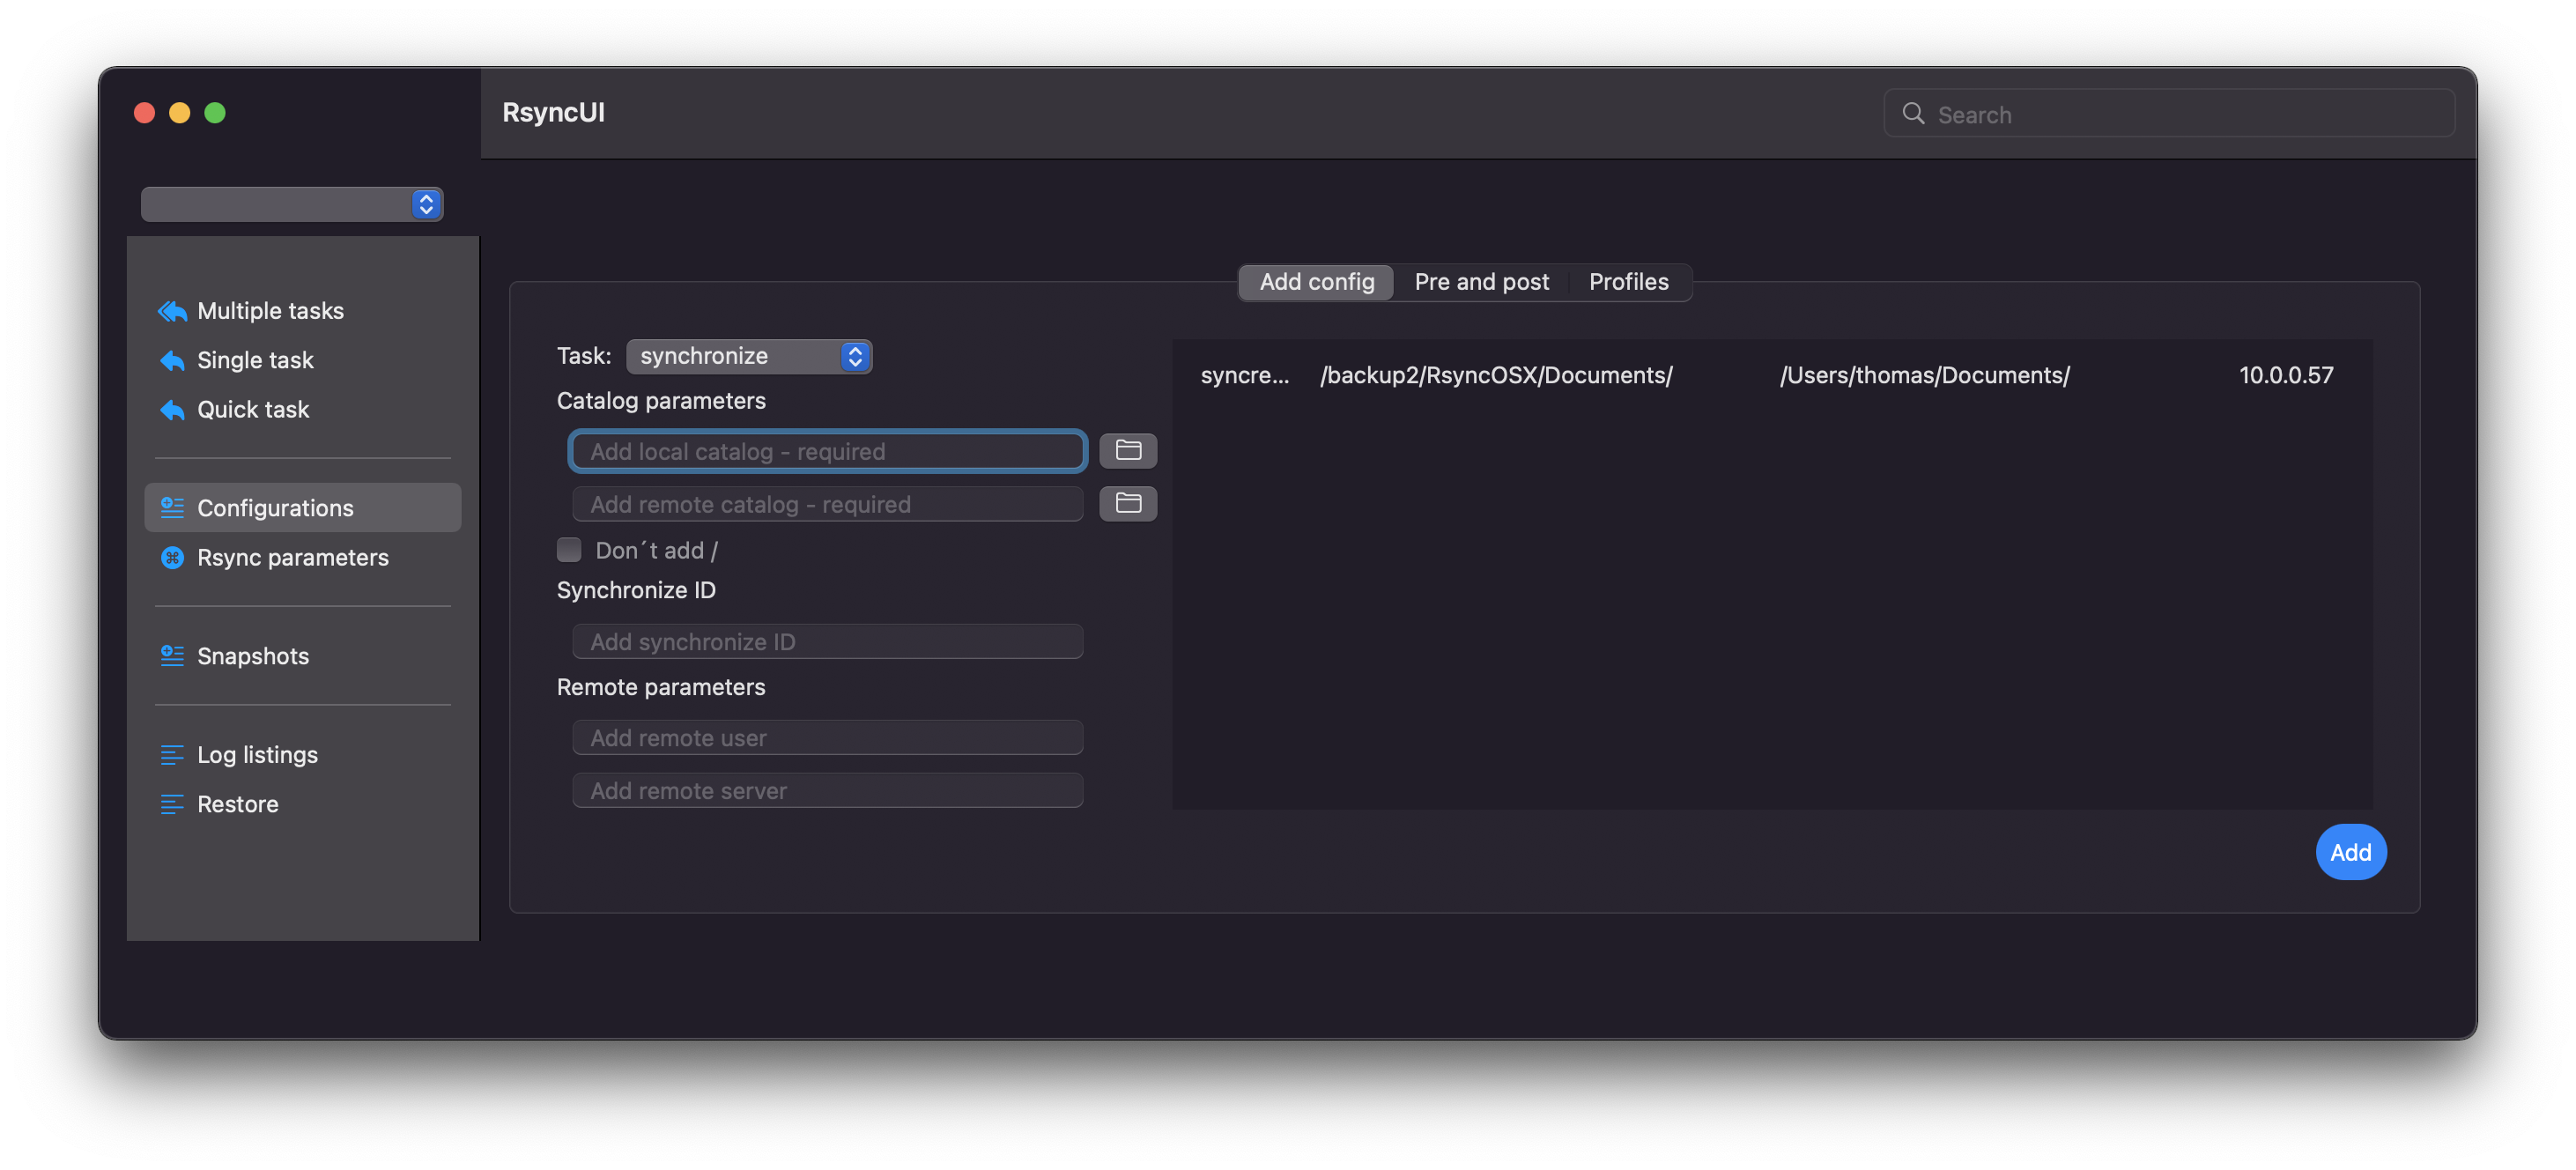 RsyncUI
Search
Multiple tasks
Single task
Quick task
Configurations
Rsync parameters
Snapshots
Log listings
Restore
Add config Pre and post Profiles
Task: synchronize
Catalog parameters
Add local catalog - required
Add remote catalog - required
Don´t add /
Synchronize ID
Add synchronize ID
Remote parameters
Add remote user
Add remote server
syncre... /backup2/RsyncOSX/Documents/ /Users/thomas/Documents/ 10.0.0.57
Add